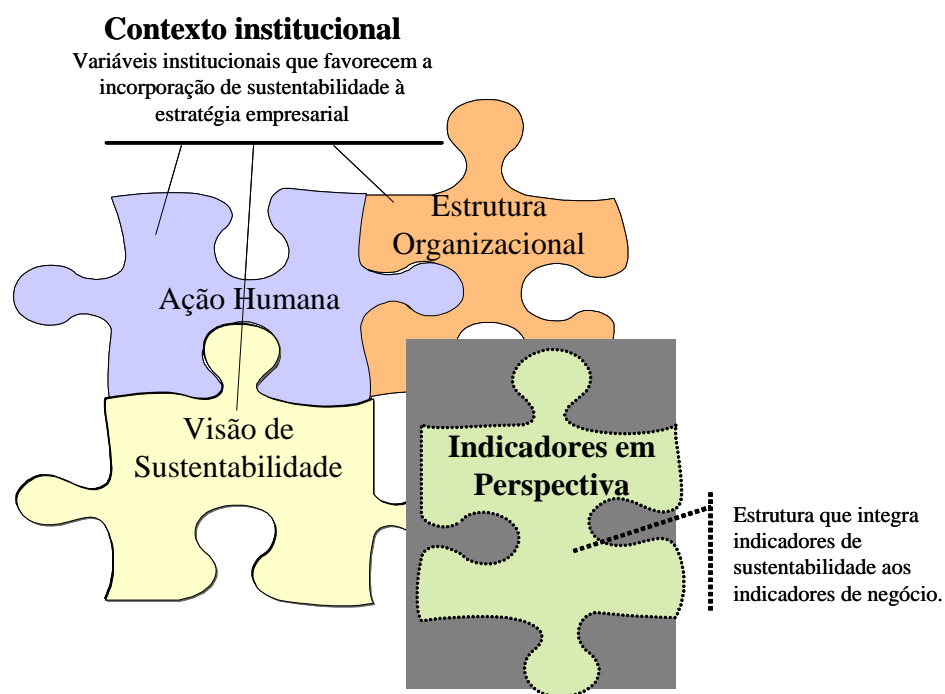 Contexto institucional
Variáveis institucionais que favorecem a
incorporação de sustentabilidade à
estratégia empresarial
Estrutura
Organizacional
Ação Humana
Visão de
Sustentabilidade
Indicadores em
Perspectiva
Estrutura que integra
indicadores de
sustentabilidade aos
indicadores de negócio.